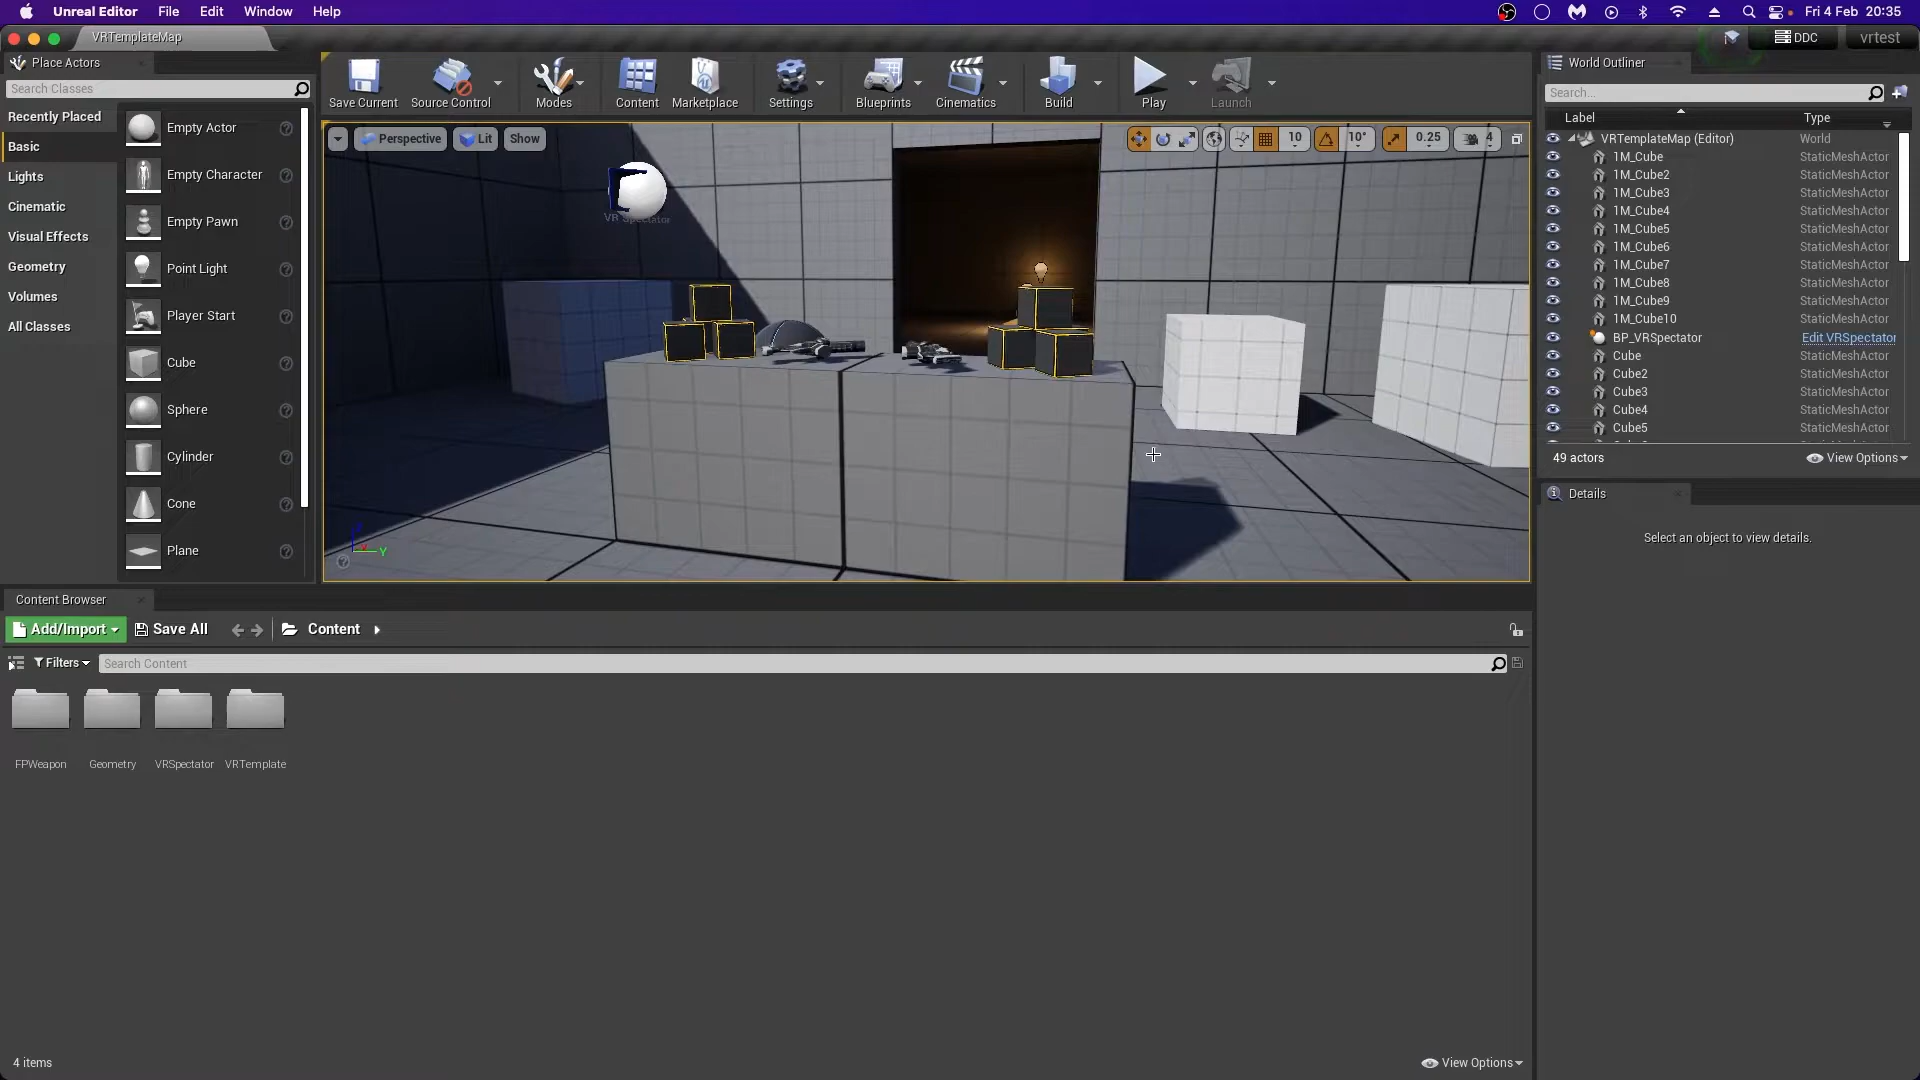 Unreal Editor File Edit Window Help Fri 4 Feb 20:35
VRTemplateMap DDC vrtest
Place Actors
Search Classes
Recently Placed
Basic
Lights
Cinematic
Visual Effects
Geometry
Volumes
All Classes
Empty Actor
Empty Character
Empty Pawn
Point Light
Player Start
Cube
Sphere
Cylinder
Cone
Plane
Save Current Source Control Modes Content Marketplace Settings Blueprints Cinematics Build Play Launch
Perspective Lit Show 10 10° 0.25 4
VR Spectator
Y
World Outliner
Search...
Label Type
VRTemplateMap (Editor) World
1M_Cube StaticMeshActor
1M_Cube2 StaticMeshActor
1M_Cube3 StaticMeshActor
1M_Cube4 StaticMeshActor
1M_Cube5 StaticMeshActor
1M_Cube6 StaticMeshActor
1M_Cube7 StaticMeshActor
1M_Cube8 StaticMeshActor
1M_Cube9 StaticMeshActor
1M_Cube10 StaticMeshActor
BP_VRSpectator Edit VRSpectator
Cube StaticMeshActor
Cube2 StaticMeshActor
Cube3 StaticMeshActor
Cube4 StaticMeshActor
Cube5 StaticMeshActor
49 actors View Options
Details
Select an object to view details.
Content Browser
Add/Import Save All Content
Filters Search Content
FPWeapon Geometry VRSpectator VRTemplate
4 items View Options